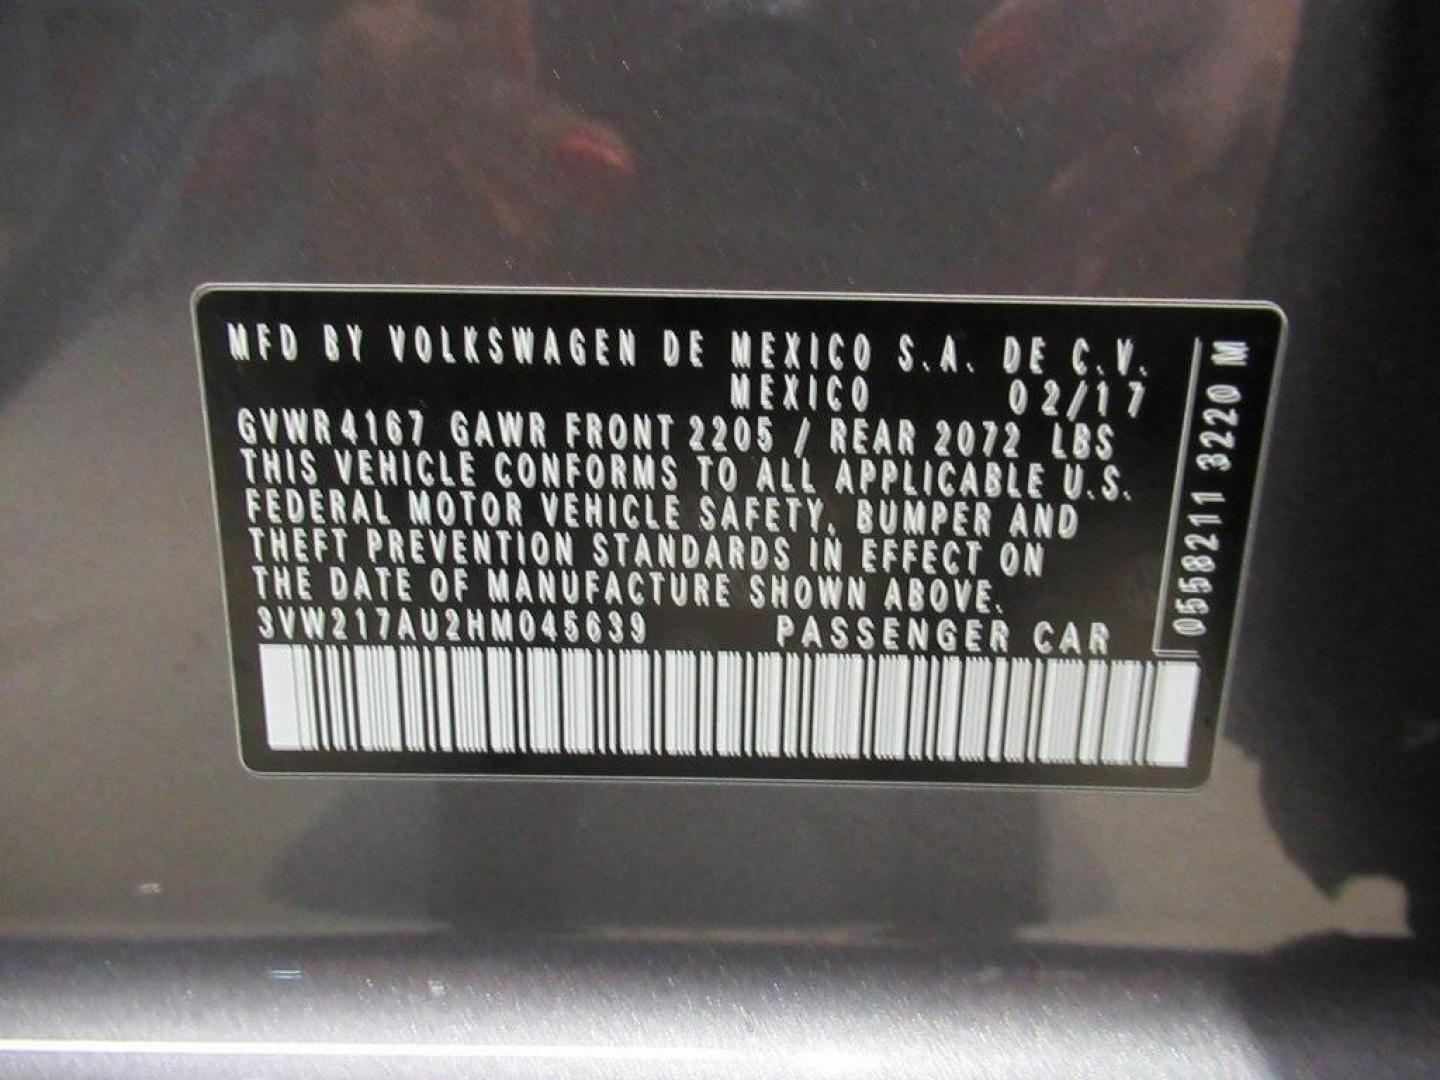 MFD BY VOLKSWAGEN DE MEXICO S.A. DE C.V.
MEXICO 02/17
GVWR 4167 GAWR FRONT 2205 / REAR 2072 LBS
THIS VEHICLE CONFORMS TO ALL APPLICABLE U.S.
FEDERAL MOTOR VEHICLE SAFETY, BUMPER AND
THEFT PREVENTION STANDARDS IN EFFECT ON
THE DATE OF MANUFACTURE SHOWN ABOVE.
3VW217AU2HM045639 PASSENGER CAR
05582113220 M